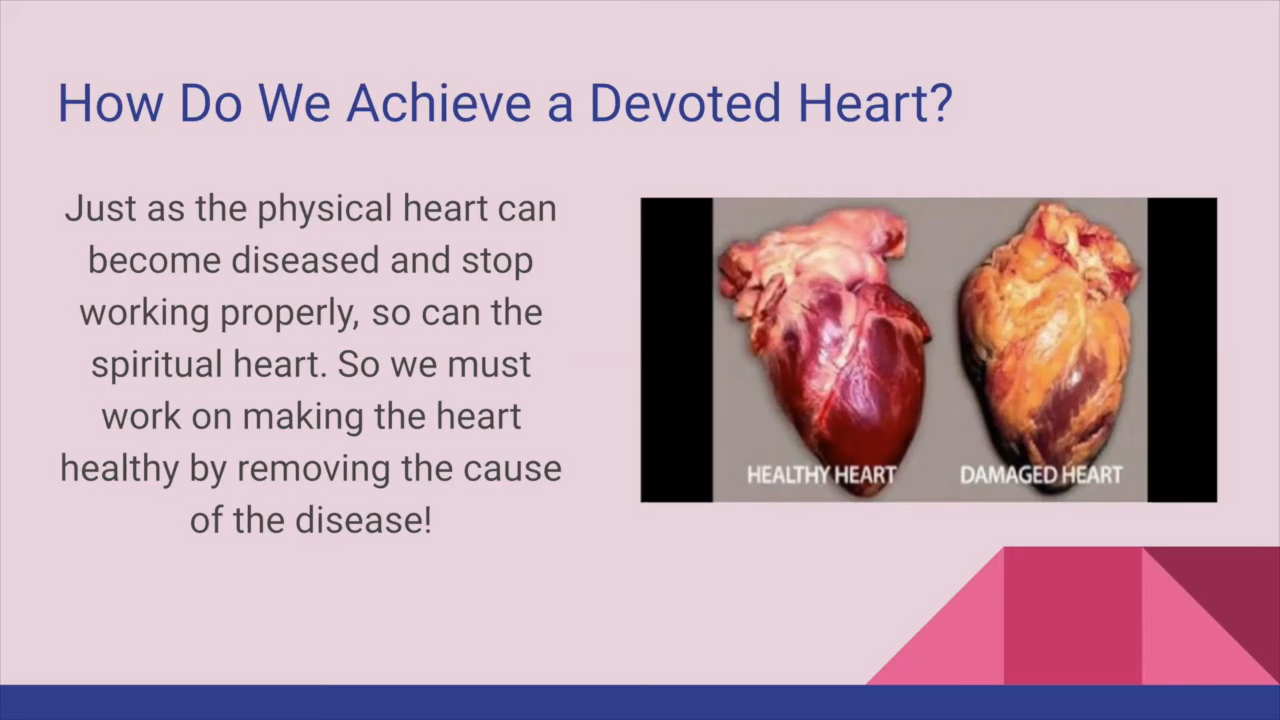 How Do We Achieve a Devoted Heart?
Just as the physical heart can
become diseased and stop
working properly, so can the
spiritual heart. So we must
work on making the heart
healthy by removing the cause
of the disease!
HEALTHY HEART
DAMAGED HEART